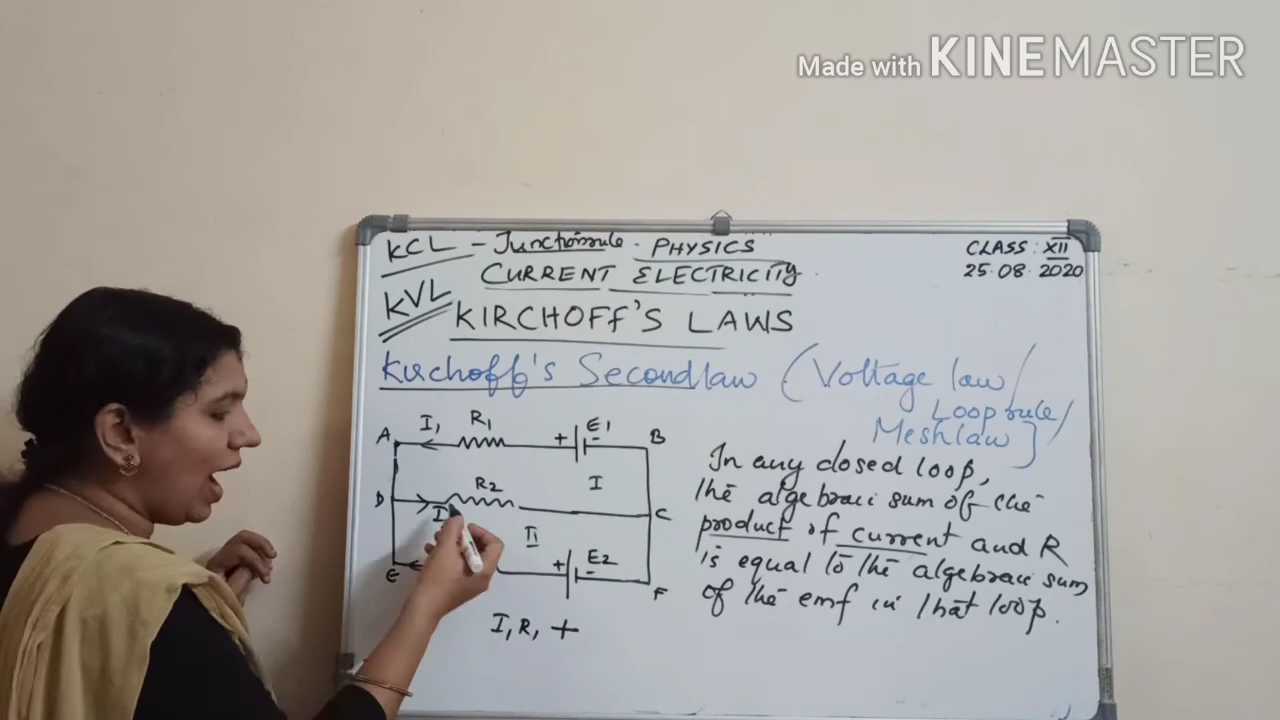 Made with KINEMASTER
KCL - Junction rule · PHYSICS
CLASS: XII
CURRENT ELECTRICITY
25.08.2020
KVL
KIRCHOFF'S LAWS
Kirchoff's Second law (Voltage law/
Loop rule/
Mesh law]
I1 R1 E1
A + - B
In any closed loop,
R2 I
the algebraic sum of the
D C
product of current and R
II
is equal to the algebraic sum
+ E2 -
E F
of the emf in that loop.
I1R1 +